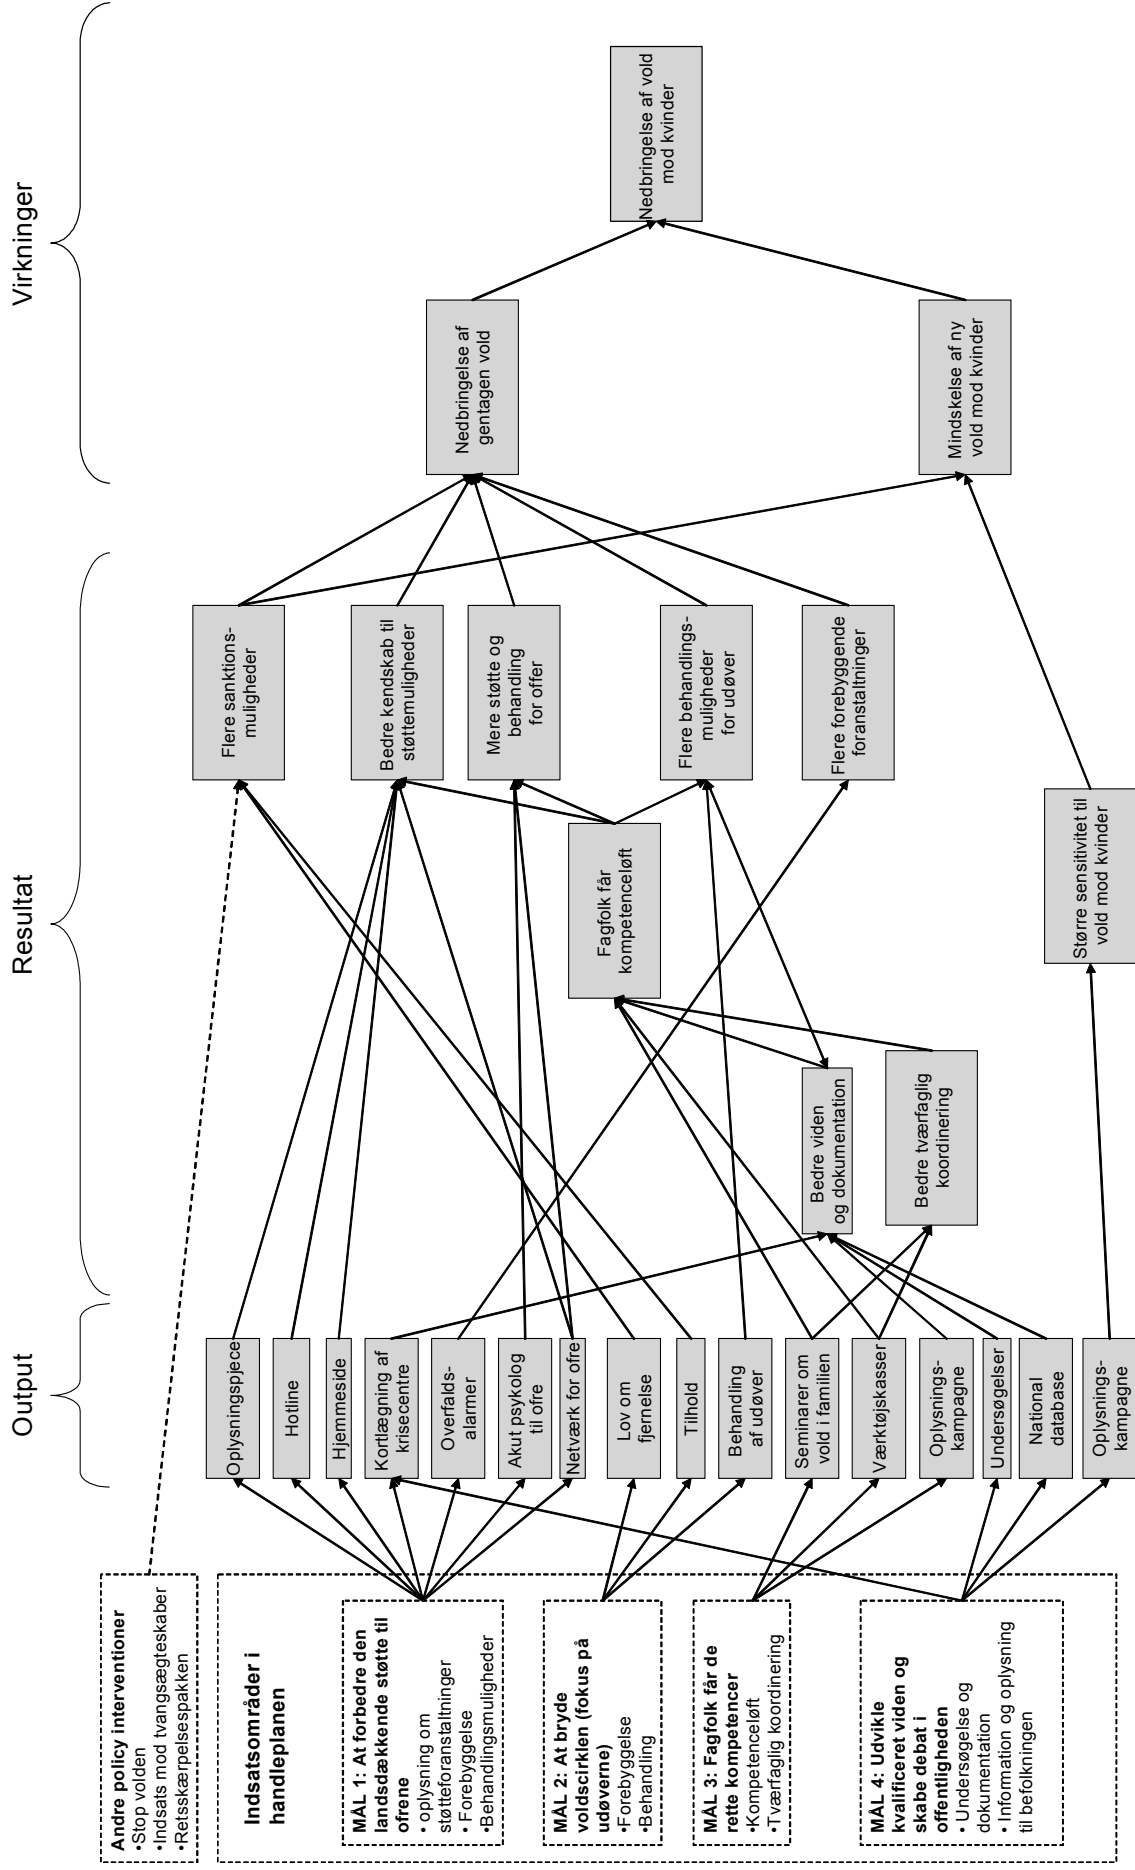 Output
Resultat
Virkninger
Andre policy interventioner
•Stop volden
•Indsats mod tvangsægteskaber
•Retsskærpelsespakken
Indsatsområder i
handleplanen
MÅL 1: At forbedre den
landsdækkende støtte til
ofrene
• oplysning om
støtteforanstaltninger
• Forebyggelse
•Behandlingsmuligheder
MÅL 2: At bryde
voldscirklen (fokus på
udøverne)
•Forebyggelse
•Behandling
MÅL 3: Fagfolk får de
rette kompetencer
•Kompetenceløft
•Tværfaglig koordinering
MÅL 4: Udvikle
kvalificeret viden og
skabe debat i
offentligheden
• Undersøgelse og
dokumentation
• Information og oplysning
til befolkningen
Oplysningspjece
Hotline
Hjemmeside
Kortlægning af
krisecentre
Overfalds-
alarmer
Akut psykolog
til ofre
Netværk for ofre
Lov om
fjernelse
Tilhold
Behandling
af udøver
Seminarer om
vold i familien
Værktøjskasser
Oplysnings-
kampagne
Undersøgelser
National
database
Oplysnings-
kampagne
Bedre viden
og dokumentation
Bedre tværfaglig
koordinering
Fagfolk får
kompetenceløft
Større sensitivitet til
vold mod kvinder
Flere sanktions-
muligheder
Bedre kendskab til
støttemuligheder
Mere støtte og
behandling
for offer
Flere behandlings-
muligheder
for udøver
Flere forebyggende
foranstaltninger
Nedbringelse af
gentagen vold
Mindskelse af ny
vold mod kvinder
Nedbringelse af vold
mod kvinder